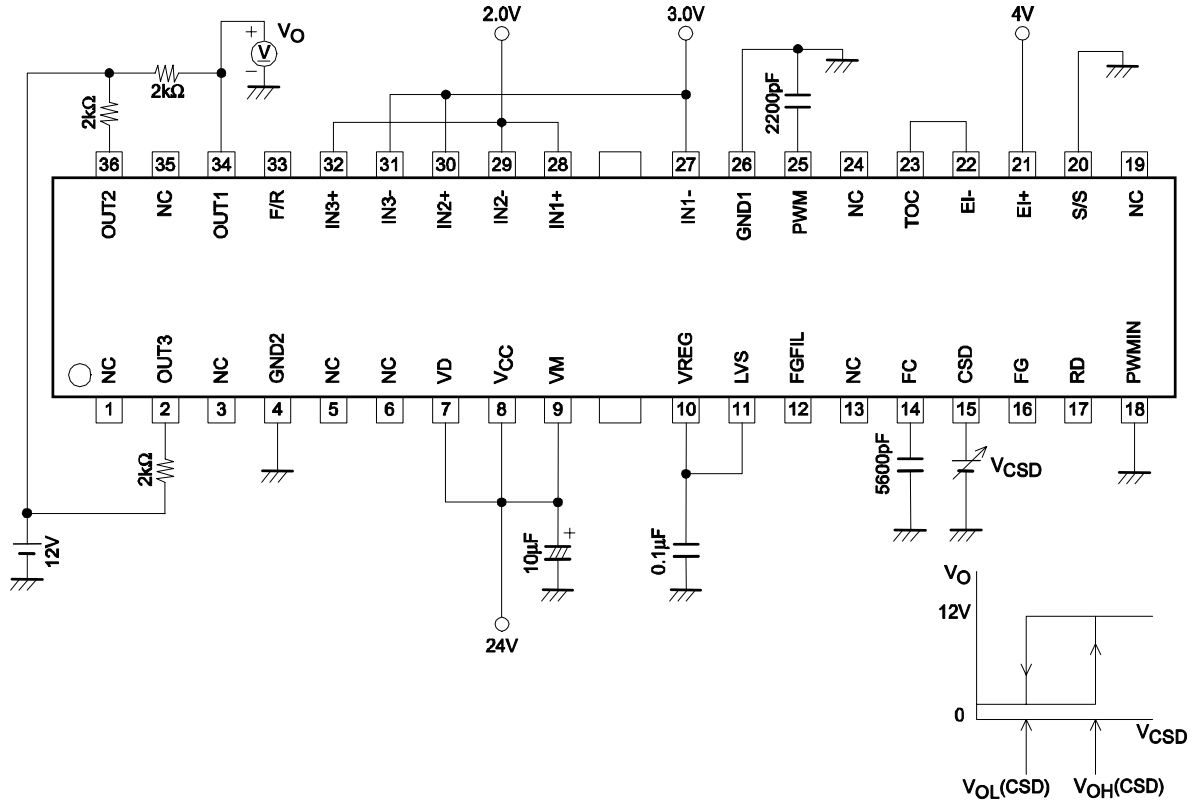 2.0V
3.0V
4V
+
VO
V
−
2kΩ
2kΩ
2200pF
36 35 34 33 32 31 30 29 28 27 26 25 24 23 22 21 20 19
OUT2 NC OUT1 F/R IN3+ IN3- IN2+ IN2- IN1+ IN1- GND1 PWM NC TOC EI- EI+ S/S NC
NC OUT3 NC GND2 NC NC VD VCC VM VREG LVS FGFIL NC FC CSD FG RD PWMIN
1 2 3 4 5 6 7 8 9 10 11 12 13 14 15 16 17 18
2kΩ
5600pF
VCSD
12V
10μF
+
0.1μF
24V
VO
12V
0
VCSD
VOL(CSD)
VOH(CSD)